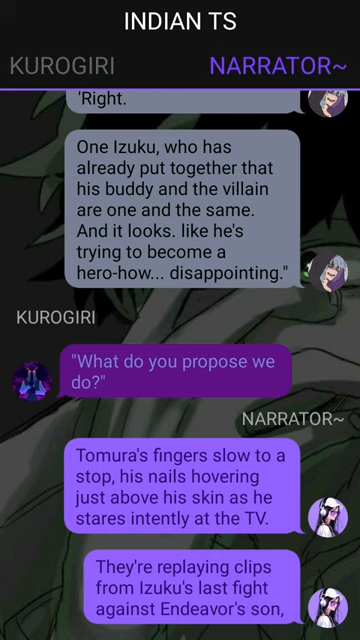 INDIAN TS
KUROGIRI NARRATOR~
'Right.
One Izuku, who has
already put together that
his buddy and the villain
are one and the same.
And it looks. like he's
trying to become a
hero-how... disappointing."
KUROGIRI
"What do you propose we
do?"
NARRATOR~
Tomura's fingers slow to a
stop, his nails hovering
just above his skin as he
stares intently at the TV.
They're replaying clips
from Izuku's last fight
against Endeavor's son,